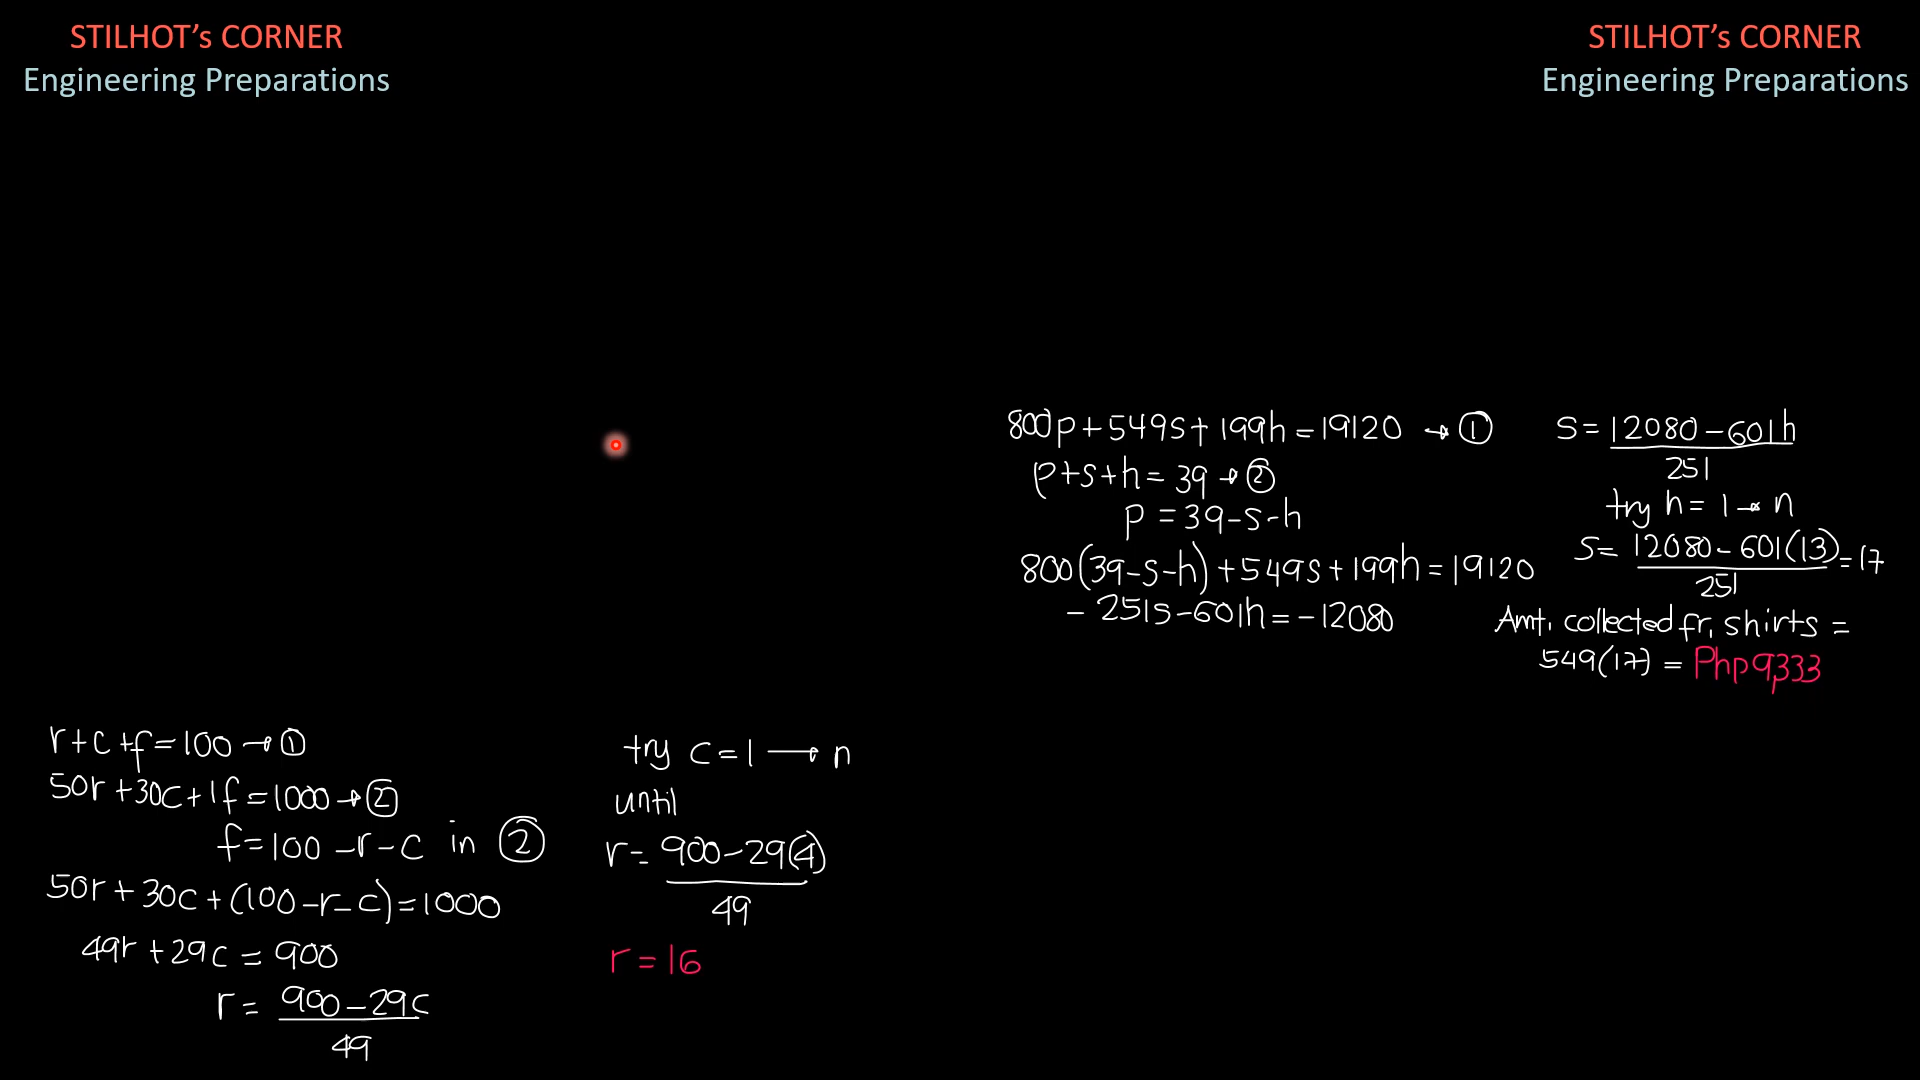 STILHOT's CORNER
Engineering Preparations
STILHOT's CORNER
Engineering Preparations
r+c+f=100→①
50r+30c+1f=1000→②
f=100-r-c in ②
50r+30c+(100-r-c)=1000
49r+29c=900
r=900-29c
49
try c=1→n
until
r=900-29(4)
49
r=16
800p+549s+199h=19120→①
p+s+h=39→②
p=39-s-h
800(39-s-h)+549s+199h=19120
-251s-601h=-12080
s=12080-601h
251
try h=1→n
s=12080-601(13)=17
251
Amt. collected fr. shirts=
549(17)=Php9,333